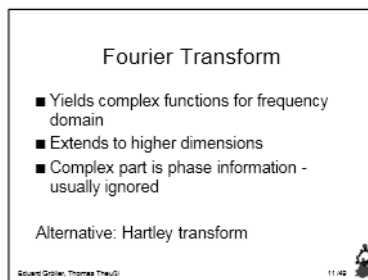 Fourier Transform
■ Yields complex functions for frequency
domain
■ Extends to higher dimensions
■ Complex part is phase information -
usually ignored
Alternative: Hartley transform
Eduard Gröller, Thomas Theußl
11/49